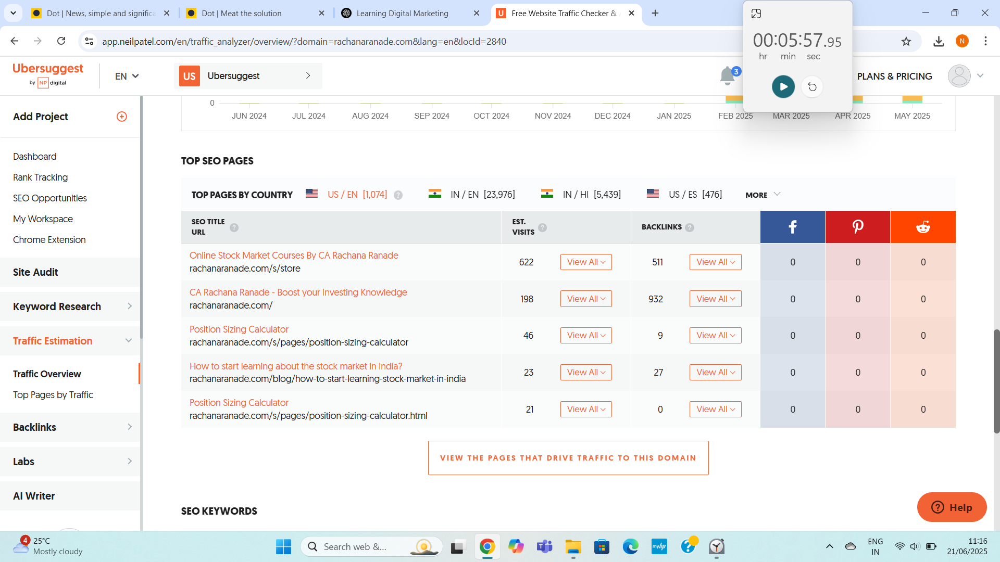 Dot | News, simple and significa
Dot | Meat the solution
Learning Digital Marketing
U
Free Website Traffic Checker &
app.neilpatel.com/en/traffic_analyzer/overview/?domain=rachanaranade.com&lang=en&locId=2840
N
00:05:57.95
hr min sec
Ubersuggest
by NP digital
EN
US Ubersuggest
3
PLANS & PRICING
Add Project
Dashboard
Rank Tracking
SEO Opportunities
My Workspace
Chrome Extension
Site Audit
Keyword Research
Traffic Estimation
Traffic Overview
Top Pages by Traffic
Backlinks
Labs
AI Writer
0
JUN 2024 JUL 2024 AUG 2024 SEP 2024 OCT 2024 NOV 2024 DEC 2024 JAN 2025 FEB 2025 MAR 2025 APR 2025 MAY 2025
TOP SEO PAGES
TOP PAGES BY COUNTRY US / EN [1,074] ? IN / EN [23,976] IN / HI [5,439] US / ES [476] MORE
SEO TITLE
URL ?
EST.
VISITS ?
BACKLINKS ?
Online Stock Market Courses By CA Rachana Ranade
rachanaranade.com/s/store
622 View All 511 View All 0 0 0
CA Rachana Ranade - Boost your Investing Knowledge
rachanaranade.com/
198 View All 932 View All 0 0 0
Position Sizing Calculator
rachanaranade.com/s/pages/position-sizing-calculator
46 View All 9 View All 0 0 0
How to start learning about the stock market in India?
rachanaranade.com/blog/how-to-start-learning-stock-market-in-india
23 View All 27 View All 0 0 0
Position Sizing Calculator
rachanaranade.com/s/pages/position-sizing-calculator.html
21 View All 0 View All 0 0 0
VIEW THE PAGES THAT DRIVE TRAFFIC TO THIS DOMAIN
SEO KEYWORDS
? Help
4
25°C
Mostly cloudy
Search web &...
myhp
ENG
IN
11:16
21/06/2025